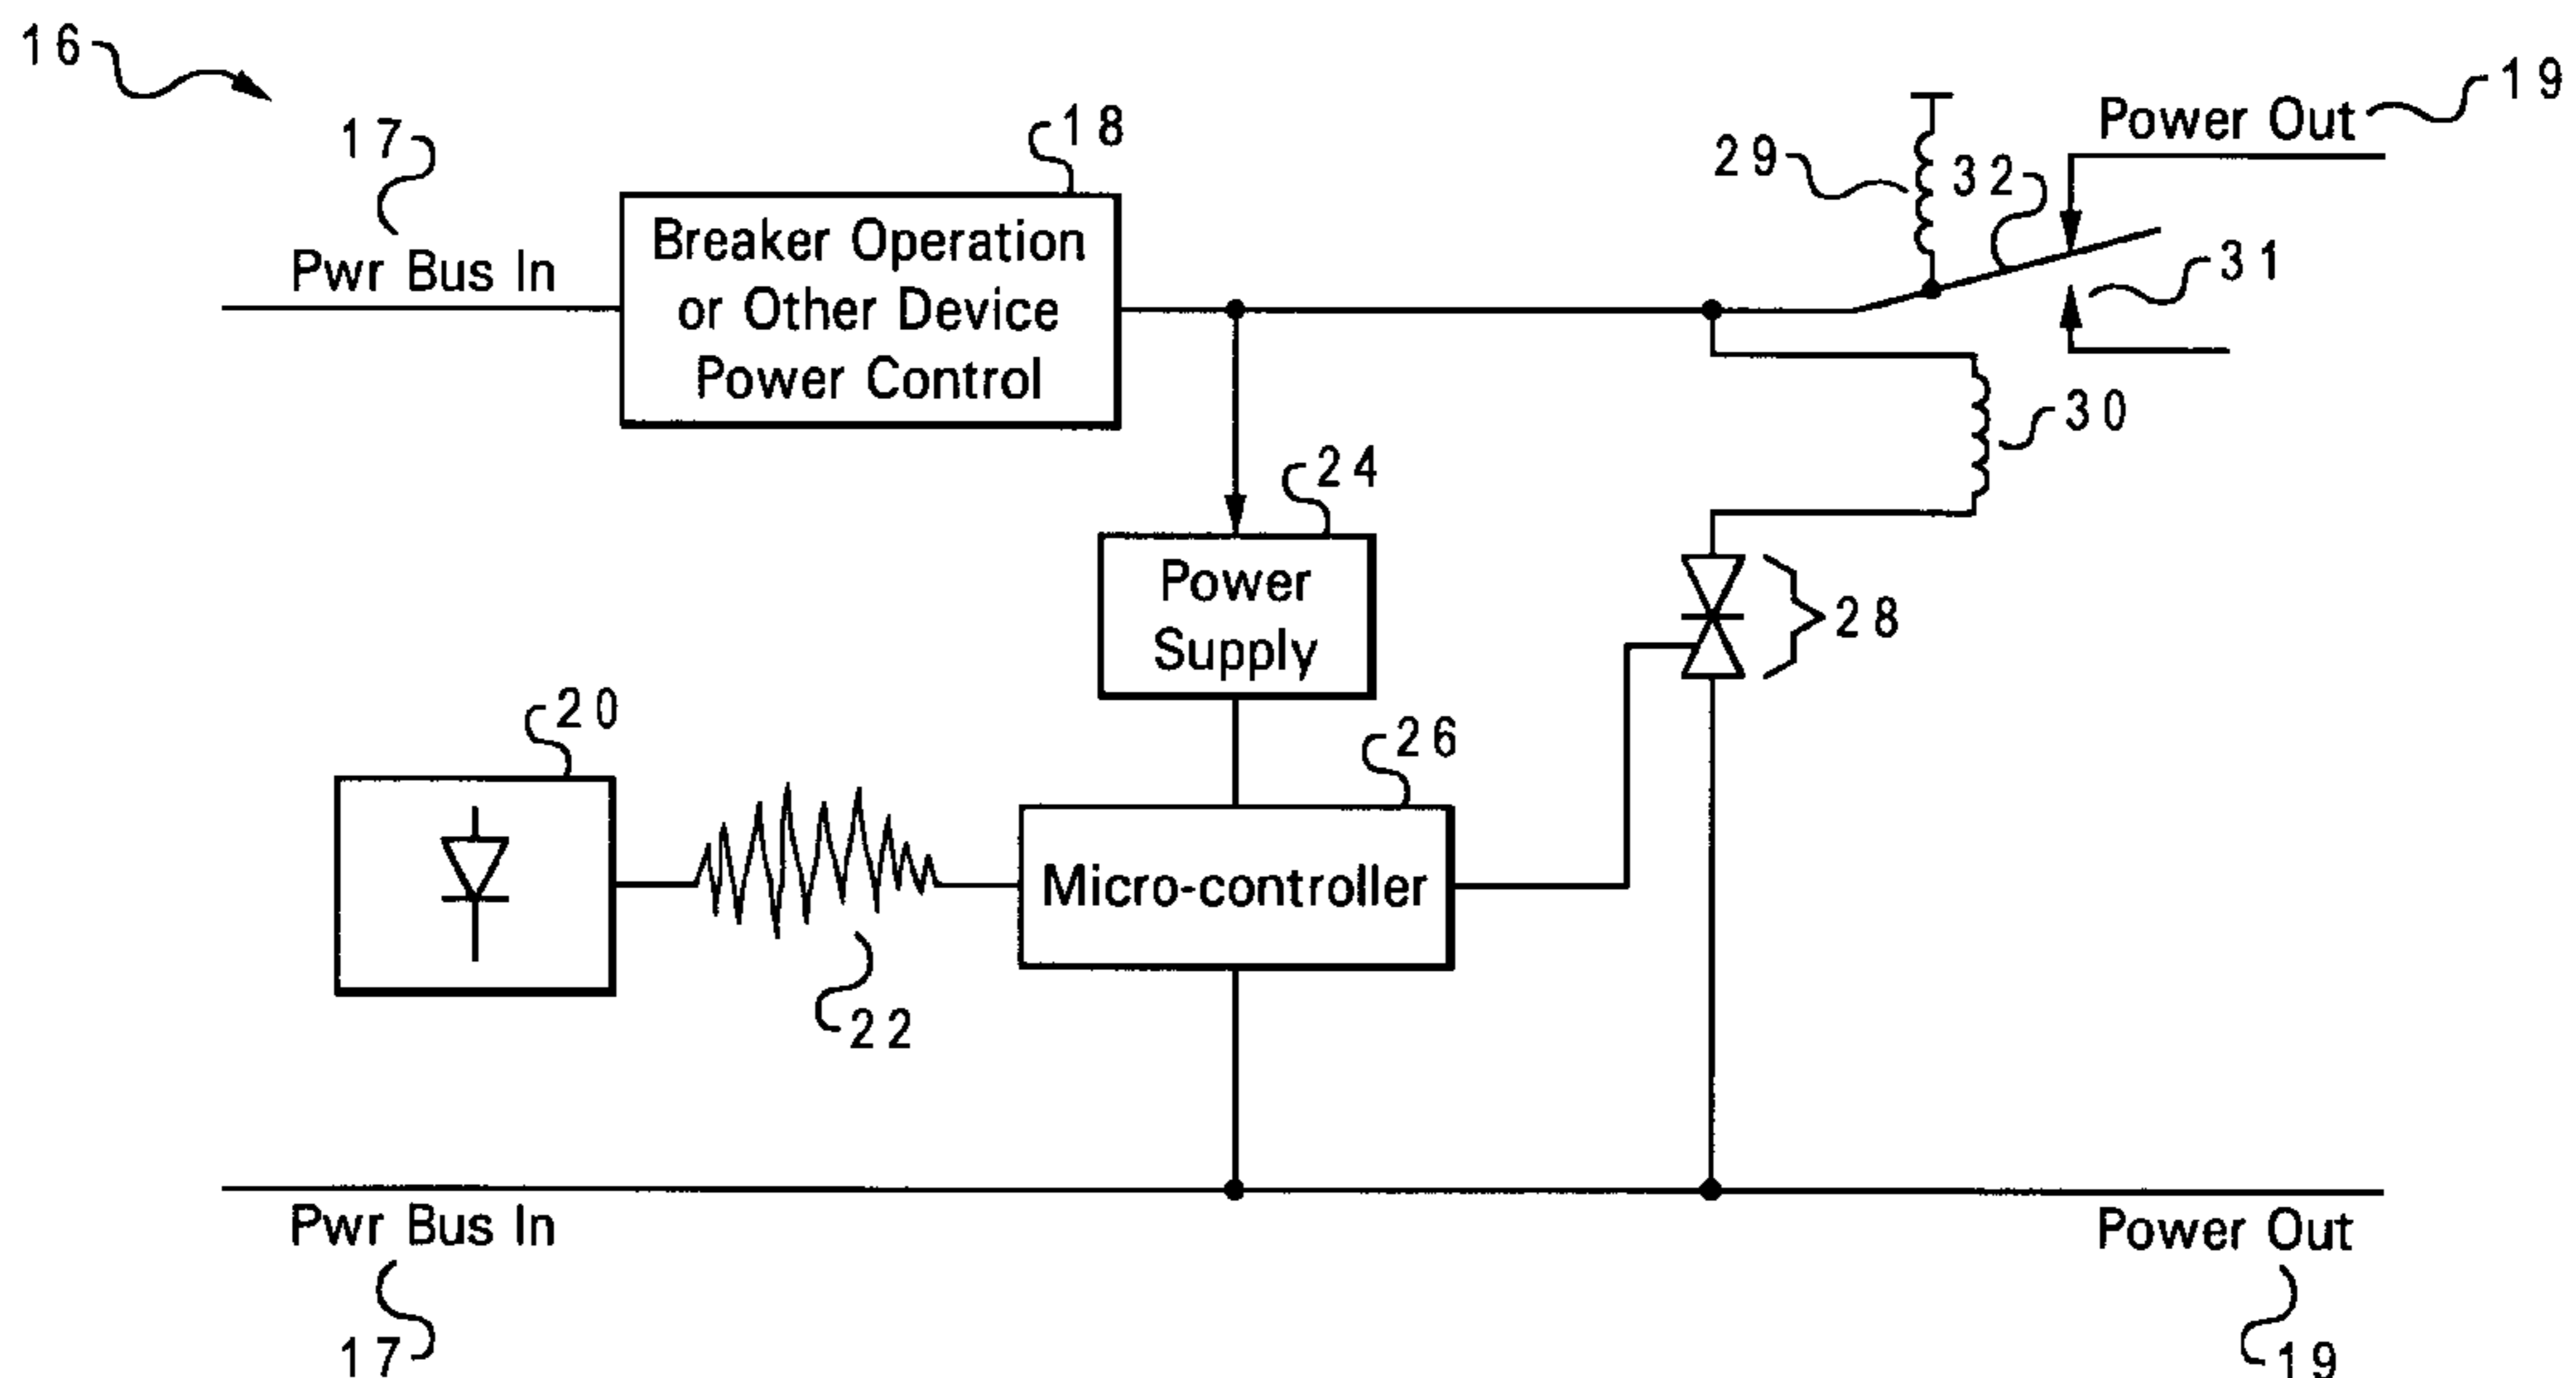 16
17
Pwr Bus In
18
Breaker Operation
or Other Device
Power Control
29
32
Power Out
19
31
30
24
Power
Supply
28
20
22
26
Micro-controller
Pwr Bus In
17
Power Out
19